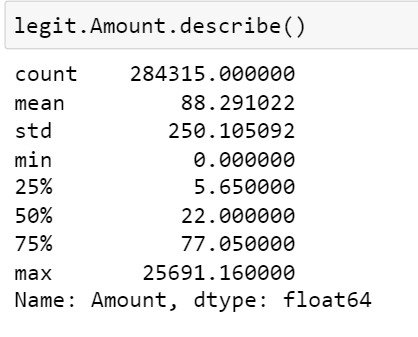 legit.Amount.describe()
count 284315.000000
mean 88.291022
std 250.105092
min 0.000000
25% 5.650000
50% 22.000000
75% 77.050000
max 25691.160000
Name: Amount, dtype: float64